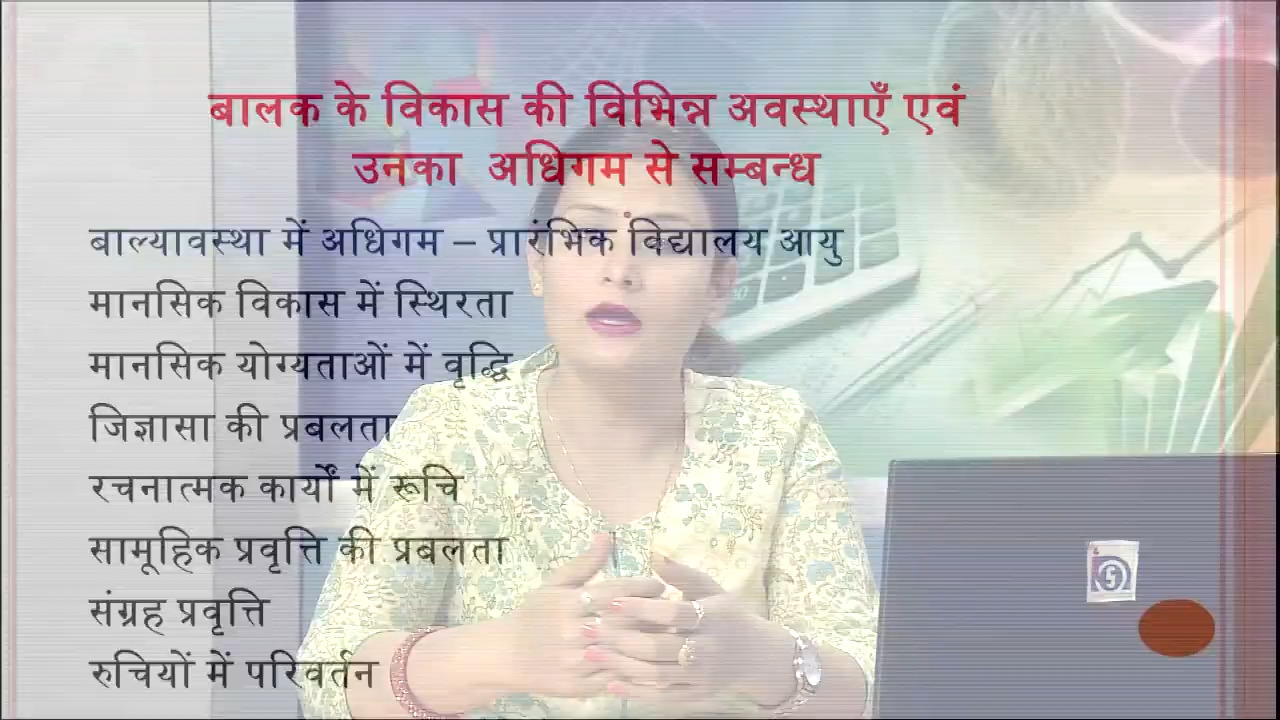 बालक के विकास की विभिन्न अवस्थाएँ एवं
उनका अधिगम से सम्बन्ध
बाल्यावस्था में अधिगम – प्रारंभिक विद्यालय आयु
मानसिक विकास में स्थिरता
मानसिक योग्यताओं में वृद्धि
जिज्ञासा की प्रबलता
रचनात्मक कार्यों में रूचि
सामूहिक प्रवृत्ति की प्रबलता
संग्रह प्रवृत्ति
रुचियों में परिवर्तन